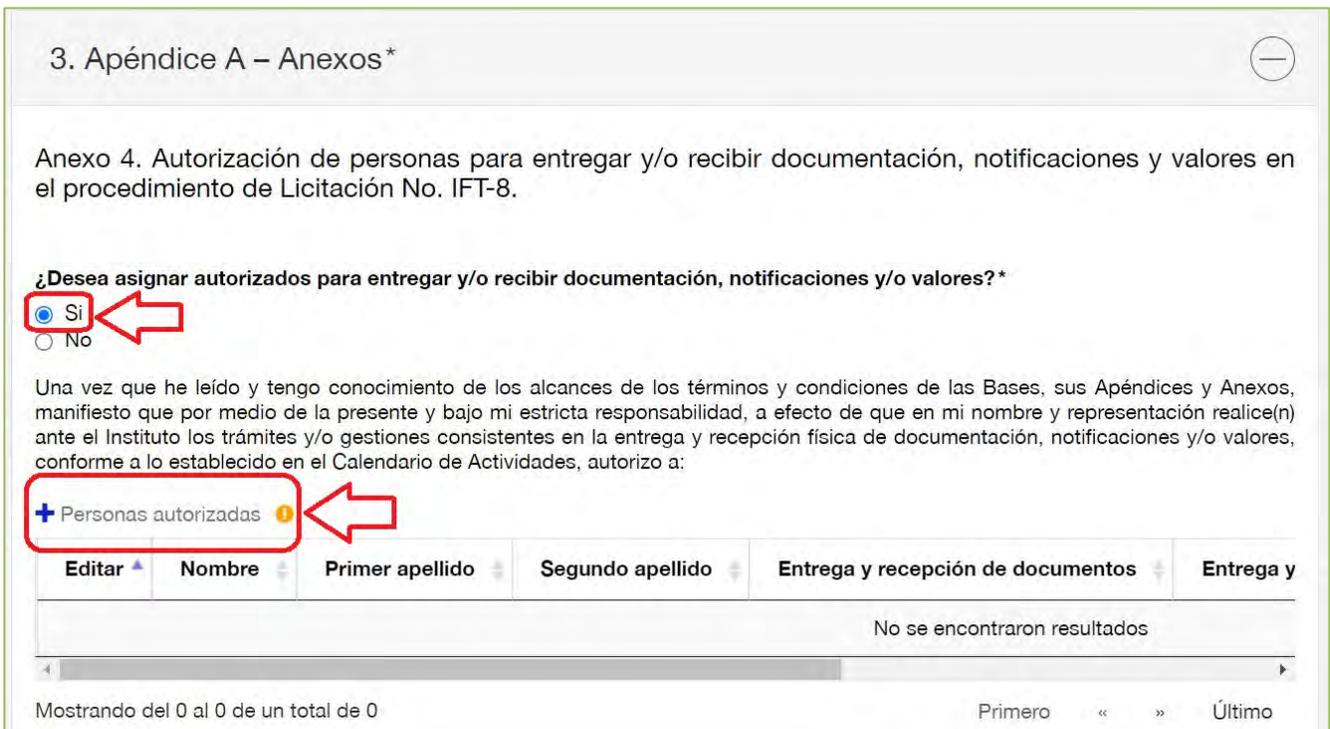 3. Apéndice A – Anexos*
Anexo 4. Autorización de personas para entregar y/o recibir documentación, notificaciones y valores en
el procedimiento de Licitación No. IFT-8.
¿Desea asignar autorizados para entregar y/o recibir documentación, notificaciones y/o valores?*
Si
No
Una vez que he leído y tengo conocimiento de los alcances de los términos y condiciones de las Bases, sus Apéndices y Anexos,
manifiesto que por medio de la presente y bajo mi estricta responsabilidad, a efecto de que en mi nombre y representación realice(n)
ante el Instituto los trámites y/o gestiones consistentes en la entrega y recepción física de documentación, notificaciones y/o valores,
conforme a lo establecido en el Calendario de Actividades, autorizo a:
+ Personas autorizadas
Editar Nombre Primer apellido Segundo apellido Entrega y recepción de documentos Entrega y
No se encontraron resultados
Mostrando del 0 al 0 de un total de 0 Primero « » Último